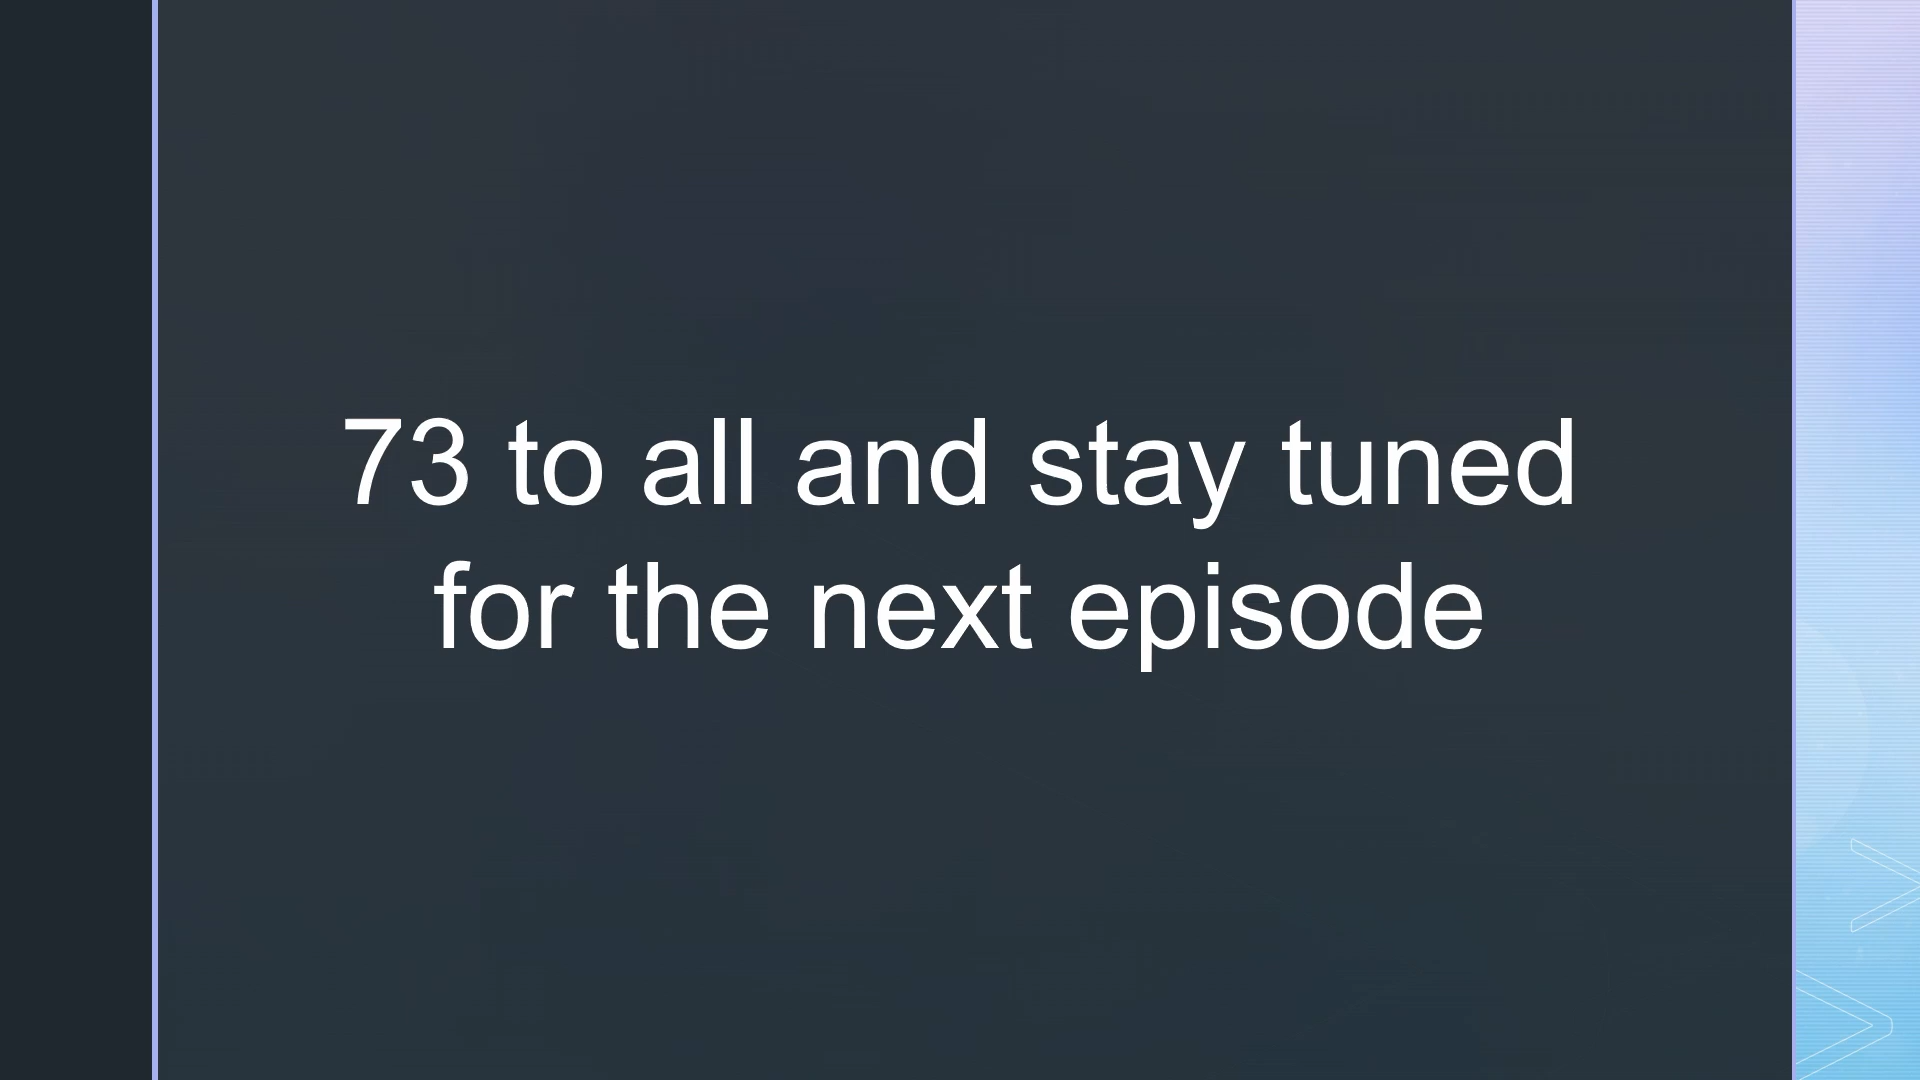 73 to all and stay tuned
for the next episode